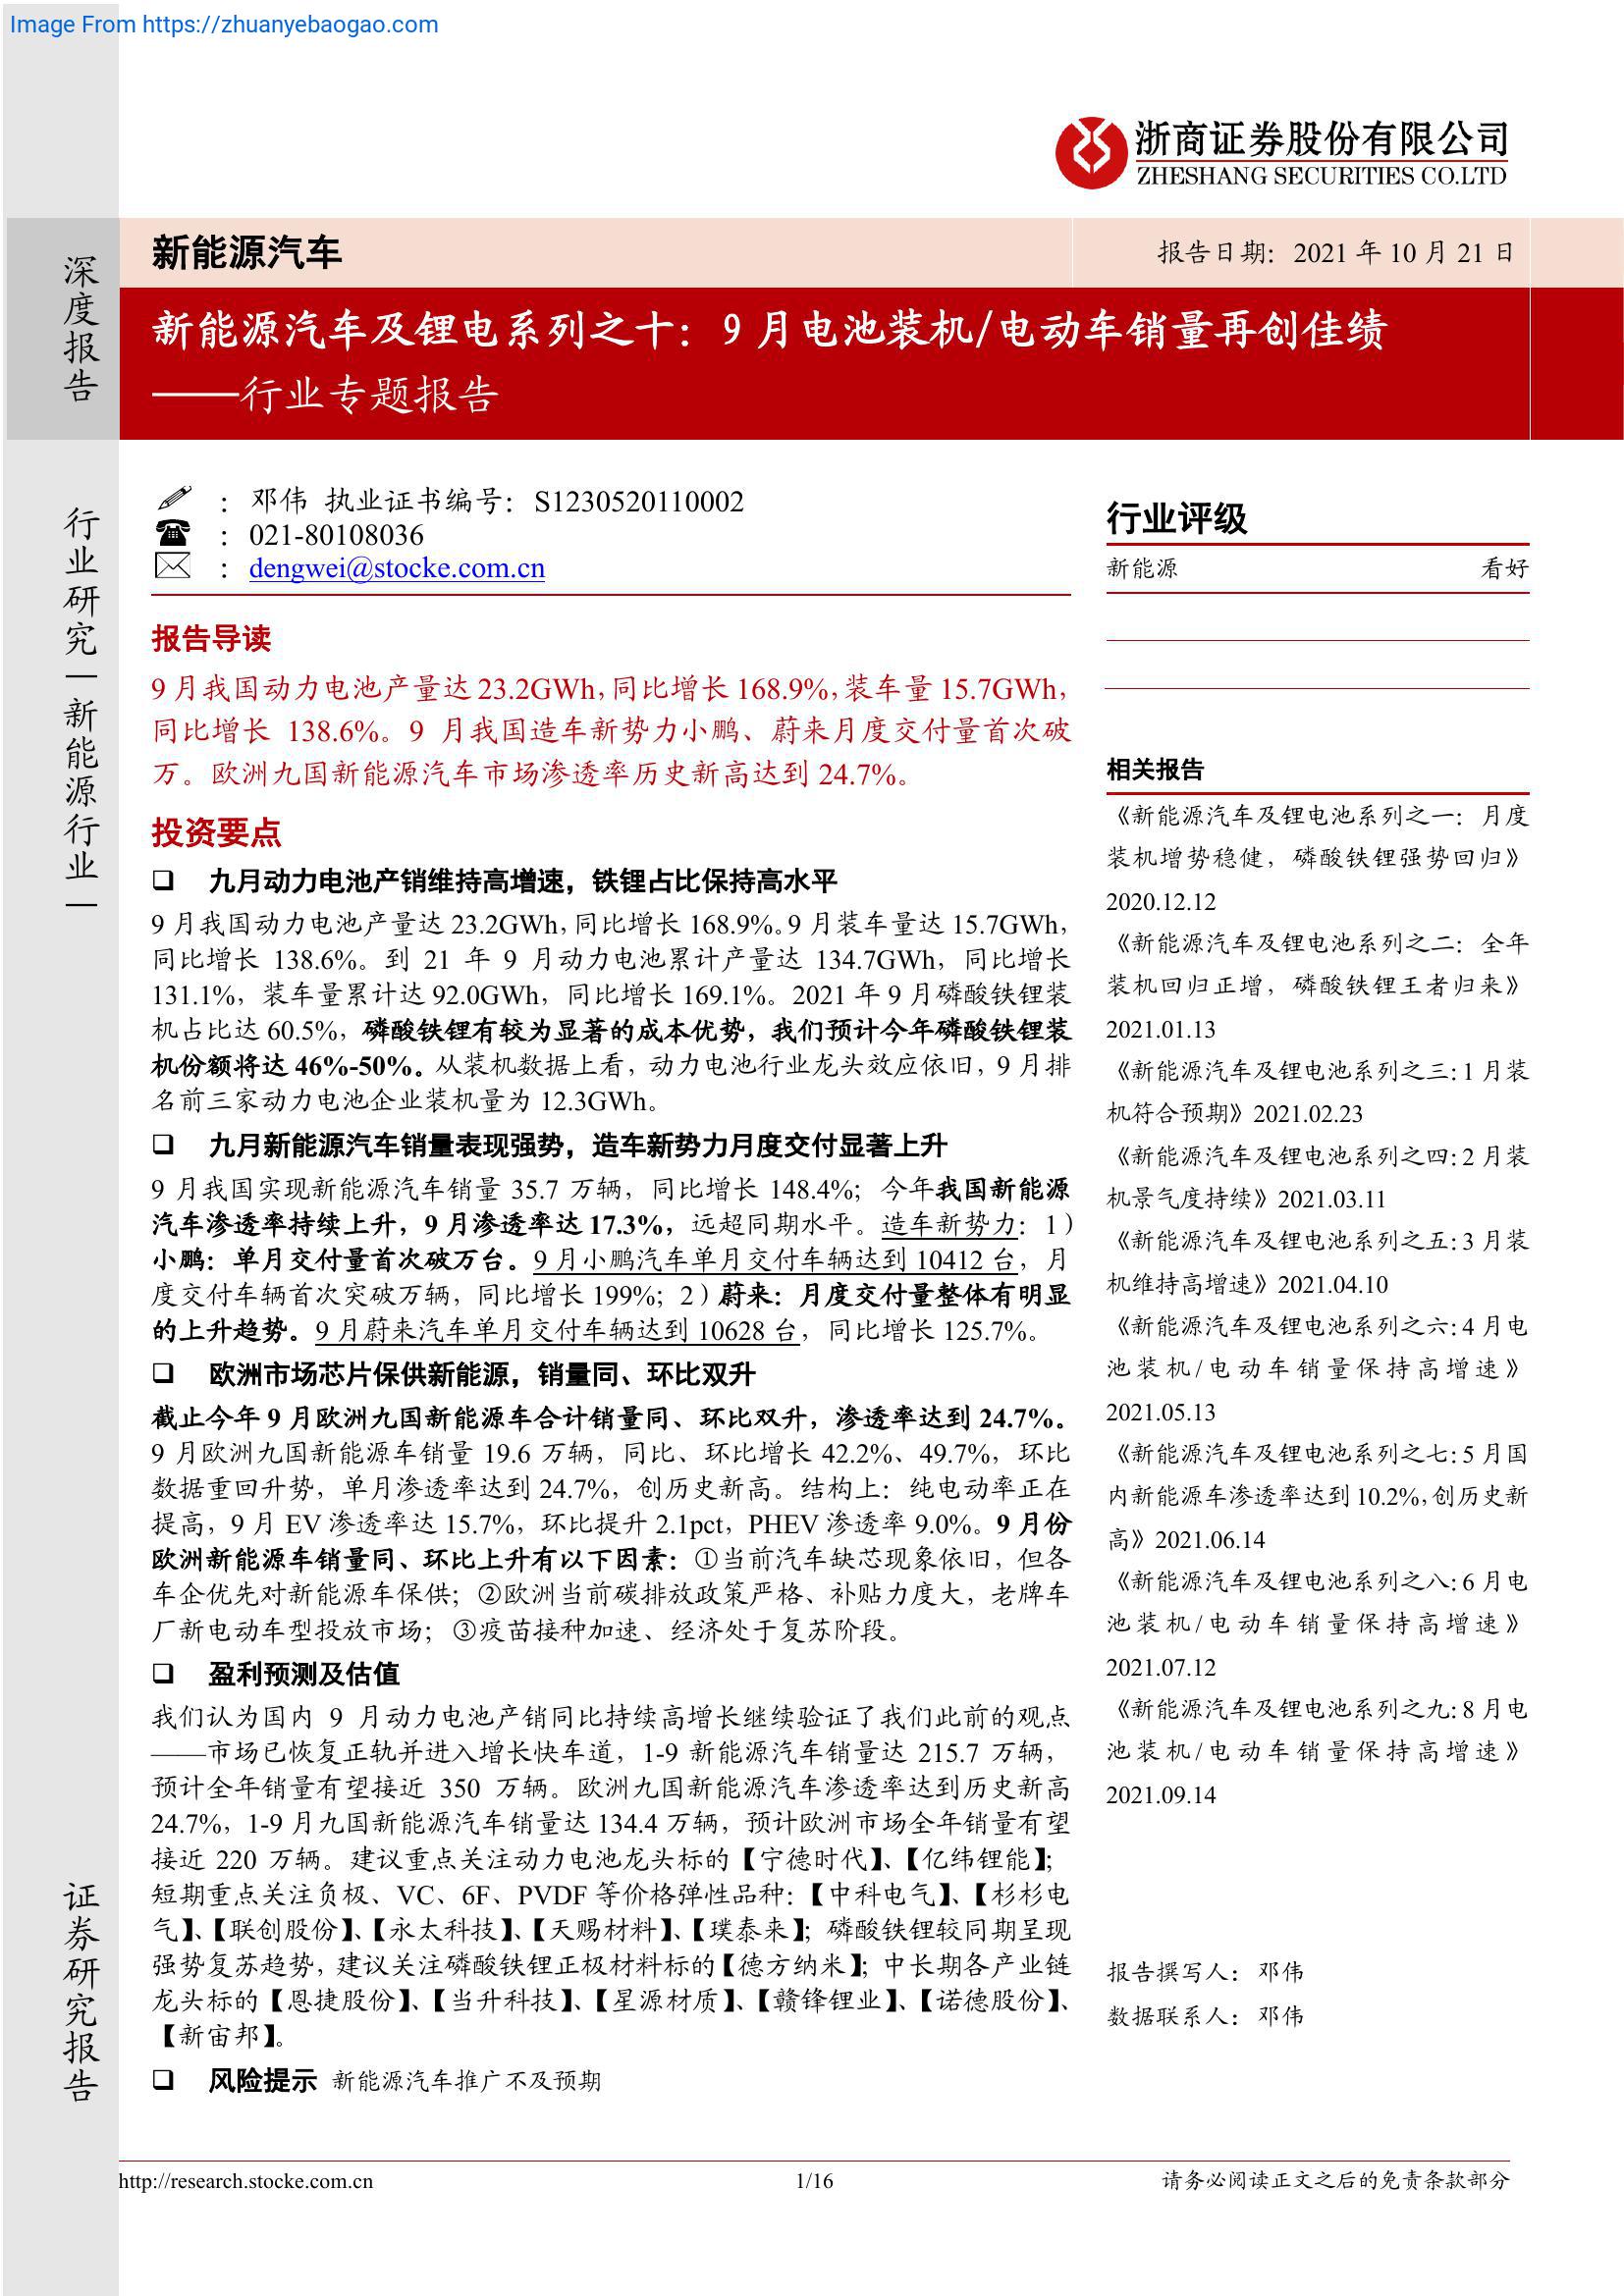 Image From https://zhuanyebaogao.com
浙商证券股份有限公司
ZHESHANG SECURITIES CO.LTD
深度报告
新能源汽车
报告日期：2021 年 10 月 21 日
新能源汽车及锂电系列之十：9 月电池装机/电动车销量再创佳绩
——行业专题报告
行业研究|新能源行业|
：邓伟 执业证书编号：S1230520110002
：021-80108036
：dengwei@stocke.com.cn
报告导读
9 月我国动力电池产量达 23.2GWh，同比增长 168.9%，装车量 15.7GWh，
同比增长 138.6%。9 月我国造车新势力小鹏、蔚来月度交付量首次破
万。欧洲九国新能源汽车市场渗透率历史新高达到 24.7%。
投资要点
❑ 九月动力电池产销维持高增速，铁锂占比保持高水平
9 月我国动力电池产量达 23.2GWh，同比增长 168.9%。9 月装车量达 15.7GWh，
同比增长 138.6%。到 21 年 9 月动力电池累计产量达 134.7GWh，同比增长
131.1%，装车量累计达 92.0GWh，同比增长 169.1%。2021 年 9 月磷酸铁锂装
机占比达 60.5%，磷酸铁锂有较为显著的成本优势，我们预计今年磷酸铁锂装
机份额将达 46%-50%。从装机数据上看，动力电池行业龙头效应依旧，9 月排
名前三家动力电池企业装机量为 12.3GWh。
❑ 九月新能源汽车销量表现强势，造车新势力月度交付显著上升
9 月我国实现新能源汽车销量 35.7 万辆，同比增长 148.4%；今年我国新能源
汽车渗透率持续上升，9 月渗透率达 17.3%，远超同期水平。造车新势力：1）
小鹏：单月交付量首次破万台。9 月小鹏汽车单月交付车辆达到 10412 台，月
度交付车辆首次突破万辆，同比增长 199%；2）蔚来：月度交付量整体有明显
的上升趋势。9 月蔚来汽车单月交付车辆达到 10628 台，同比增长 125.7%。
❑ 欧洲市场芯片保供新能源，销量同、环比双升
截止今年 9 月欧洲九国新能源车合计销量同、环比双升，渗透率达到 24.7%。
9 月欧洲九国新能源车销量 19.6 万辆，同比、环比增长 42.2%、49.7%，环比
数据重回升势，单月渗透率达到 24.7%，创历史新高。结构上：纯电动率正在
提高，9 月 EV 渗透率达 15.7%，环比提升 2.1pct，PHEV 渗透率 9.0%。9 月份
欧洲新能源车销量同、环比上升有以下因素：①当前汽车缺芯现象依旧，但各
车企优先对新能源车保供；②欧洲当前碳排放政策严格、补贴力度大，老牌车
厂新电动车型投放市场；③疫苗接种加速、经济处于复苏阶段。
❑ 盈利预测及估值
我们认为国内 9 月动力电池产销同比持续高增长继续验证了我们此前的观点
——市场已恢复正轨并进入增长快车道，1-9 新能源汽车销量达 215.7 万辆，
预计全年销量有望接近 350 万辆。欧洲九国新能源汽车渗透率达到历史新高
24.7%，1-9 月九国新能源汽车销量达 134.4 万辆，预计欧洲市场全年销量有望
接近 220 万辆。建议重点关注动力电池龙头标的【宁德时代】、【亿纬锂能】；
短期重点关注负极、VC、6F、PVDF 等价格弹性品种：【中科电气】、【杉杉电
气】、【联创股份】、【永太科技】、【天赐材料】、【璞泰来】；磷酸铁锂较同期呈现
强势复苏趋势，建议关注磷酸铁锂正极材料标的【德方纳米】；中长期各产业链
龙头标的【恩捷股份】、【当升科技】、【星源材质】、【赣锋锂业】、【诺德股份】、
【新宙邦】。
❑ 风险提示 新能源汽车推广不及预期
行业评级
新能源 看好
相关报告
《新能源汽车及锂电池系列之一：月度
装机增势稳健，磷酸铁锂强势回归》
2020.12.12
《新能源汽车及锂电池系列之二：全年
装机回归正增，磷酸铁锂王者归来》
2021.01.13
《新能源汽车及锂电池系列之三：1 月装
机符合预期》2021.02.23
《新能源汽车及锂电池系列之四：2 月装
机景气度持续》2021.03.11
《新能源汽车及锂电池系列之五：3 月装
机维持高增速》2021.04.10
《新能源汽车及锂电池系列之六：4 月电
池装机/电动车销量保持高增速》
2021.05.13
《新能源汽车及锂电池系列之七：5 月国
内新能源车渗透率达到 10.2%，创历史新
高》2021.06.14
《新能源汽车及锂电池系列之八：6 月电
池装机/电动车销量保持高增速》
2021.07.12
《新能源汽车及锂电池系列之九：8 月电
池装机/电动车销量保持高增速》
2021.09.14
报告撰写人：邓伟
数据联系人：邓伟
证券研究报告
http://research.stocke.com.cn
1/16
请务必阅读正文之后的免责条款部分